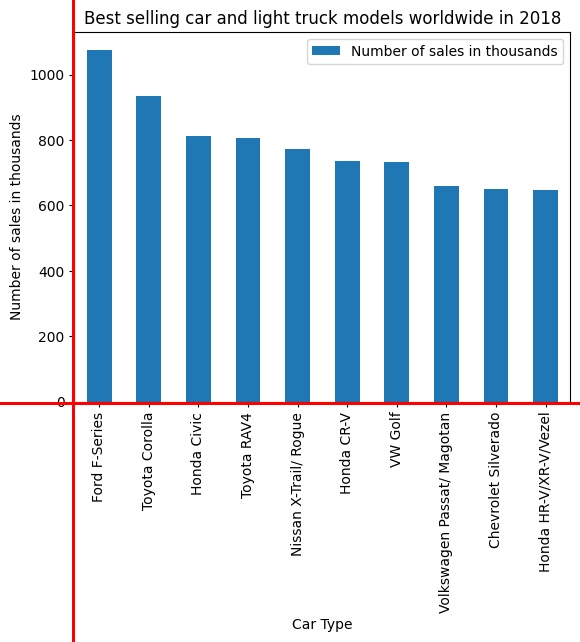 Best selling car and light truck models worldwide in 2018
Number of sales in thousands
Number of sales in thousands
1000
800
600
400
200
0
Ford F-Series
Toyota Corolla
Honda Civic
Toyota RAV4
Nissan X-Trail/ Rogue
Honda CR-V
VW Golf
Volkswagen Passat/ Magotan
Chevrolet Silverado
Honda HR-V/XR-V/Vezel
Car Type